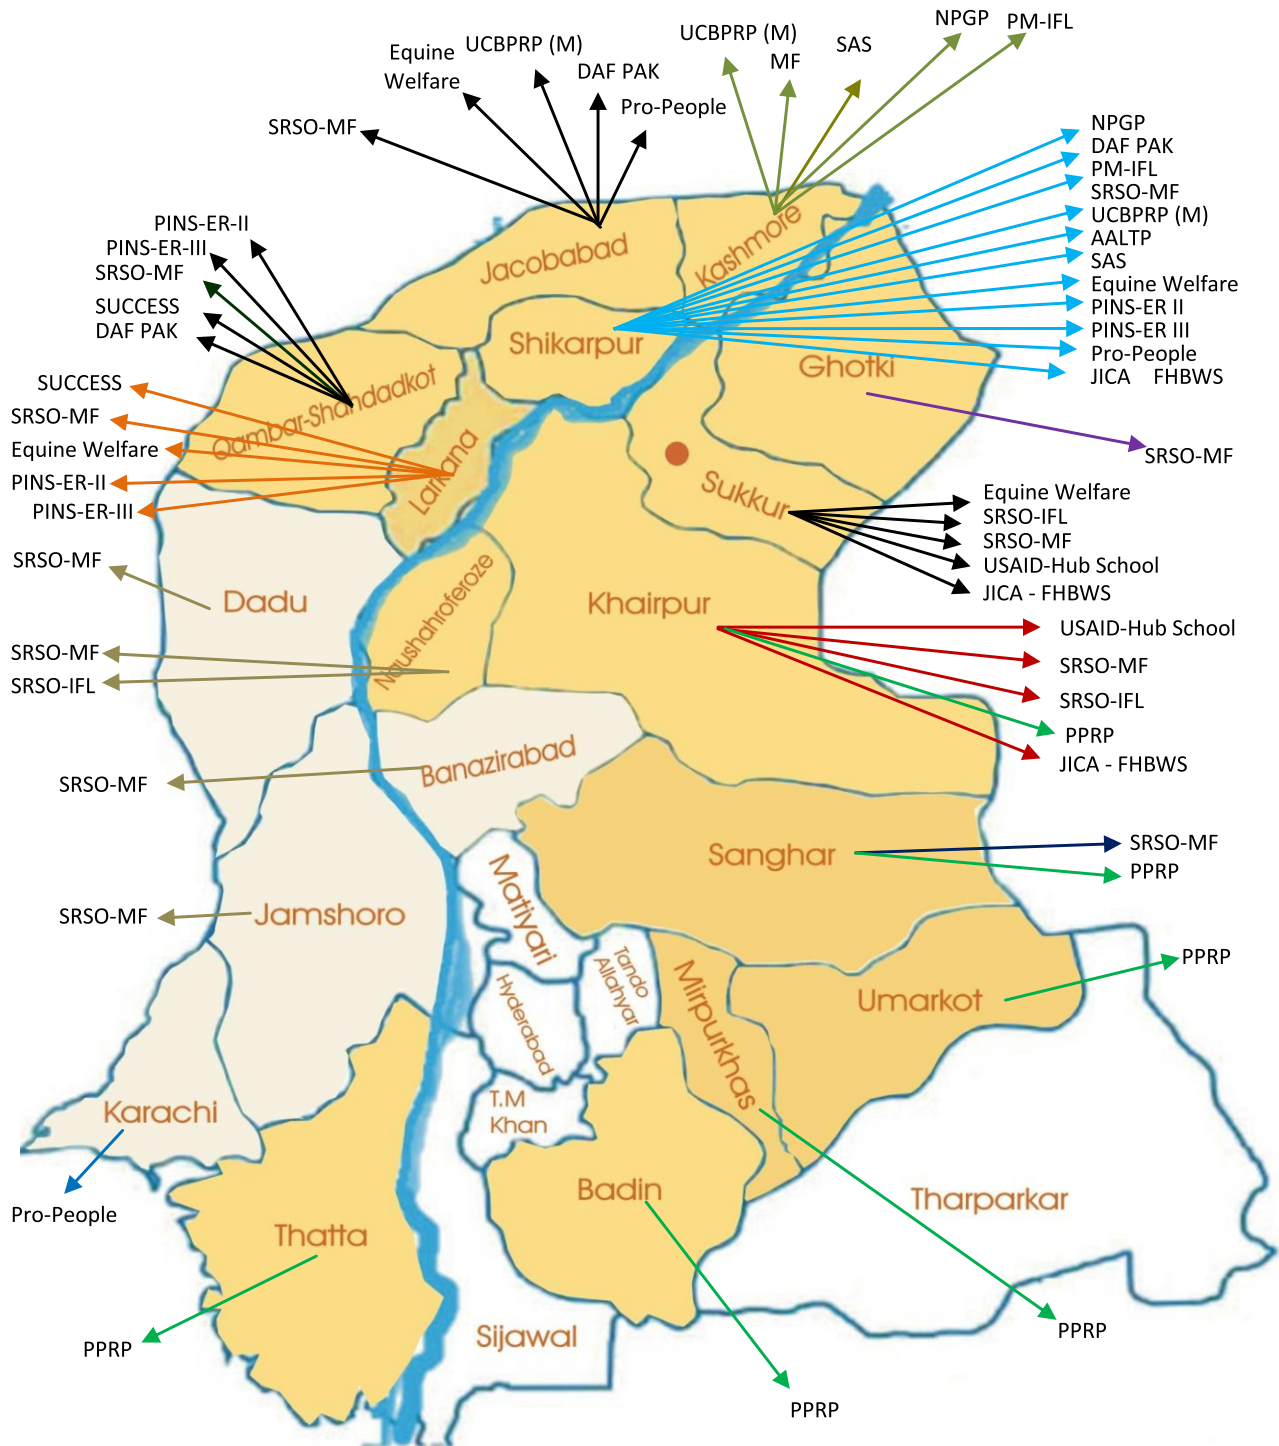 NPGP
PM-IFL
UCBPRP (M)
MF
SAS
Equine
Welfare
UCBPRP (M)
DAF PAK
Pro-People
SRSO-MF
NPGP
DAF PAK
PM-IFL
SRSO-MF
UCBPRP (M)
AALTP
SAS
Equine Welfare
PINS-ER II
PINS-ER III
Pro-People
JICA FHBWS
PINS-ER-II
PINS-ER-III
SRSO-MF
SUCCESS
DAF PAK
Jacobabad
Kashmore
Shikarpur
Ghotki
SUCCESS
SRSO-MF
Equine Welfare
PINS-ER-II
PINS-ER-III
Qambar-Shahdadkot
Larkana
Sukkur
SRSO-MF
Equine Welfare
SRSO-IFL
SRSO-MF
USAID-Hub School
JICA - FHBWS
SRSO-MF
Dadu
Naushahroferoze
Khairpur
USAID-Hub School
SRSO-MF
SRSO-IFL
PPRP
JICA - FHBWS
SRSO-MF
SRSO-IFL
SRSO-MF
Banazirabad
Sanghar
SRSO-MF
PPRP
SRSO-MF
Jamshoro
Matiyari
Tando
Allahyar
Hyderabad
Mirpurkhas
Umarkot
PPRP
Karachi
T.M
Khan
Pro-People
Thatta
Badin
Tharparkar
PPRP
Sijawal
PPRP
PPRP